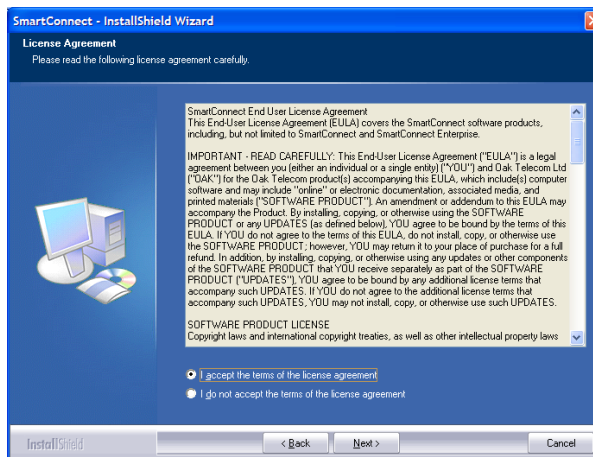 SmartConnect - InstallShield Wizard
License Agreement
Please read the following license agreement carefully.
SmartConnect End User License Agreement
This End-User License Agreement (EULA) covers the SmartConnect software products,
including, but not limited to SmartConnect and SmartConnect Enterprise.
IMPORTANT - READ CAREFULLY: This End-User License Agreement ("EULA") is a legal
agreement between you (either an individual or a single entity) ("YOU") and Oak Telecom Ltd
("OAK") for the Oak Telecom product(s) accompanying this EULA, which include(s) computer
software and may include "online" or electronic documentation, associated media, and
printed materials ("SOFTWARE PRODUCT"). An amendment or addendum to this EULA may
accompany the Product. By installing, copying, or otherwise using the SOFTWARE
PRODUCT or any UPDATES (as defined below), YOU agree to be bound by the terms of this
EULA. If YOU do not agree to the terms of this EULA, do not install, copy, or otherwise use
the SOFTWARE PRODUCT; however, YOU may return it to your place of purchase for a full
refund. In addition, by installing, copying, or otherwise using any updates or other components
of the SOFTWARE PRODUCT that YOU receive separately as part of the SOFTWARE
PRODUCT ("UPDATES"), YOU agree to be bound by any additional license terms that
accompany such UPDATES. If YOU do not agree to the additional license terms that
accompany such UPDATES, YOU may not install, copy, or otherwise use such UPDATES.
SOFTWARE PRODUCT LICENSE
Copyright laws and international copyright treaties, as well as other intellectual property laws
I accept the terms of the license agreement
I do not accept the terms of the license agreement
InstallShield
< Back
Next >
Cancel